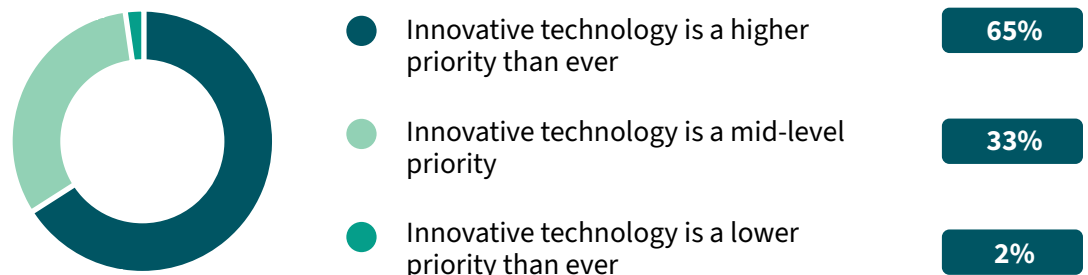 Innovative technology is a higher
priority than ever
65%
Innovative technology is a mid-level
priority
33%
Innovative technology is a lower
priority than ever
2%